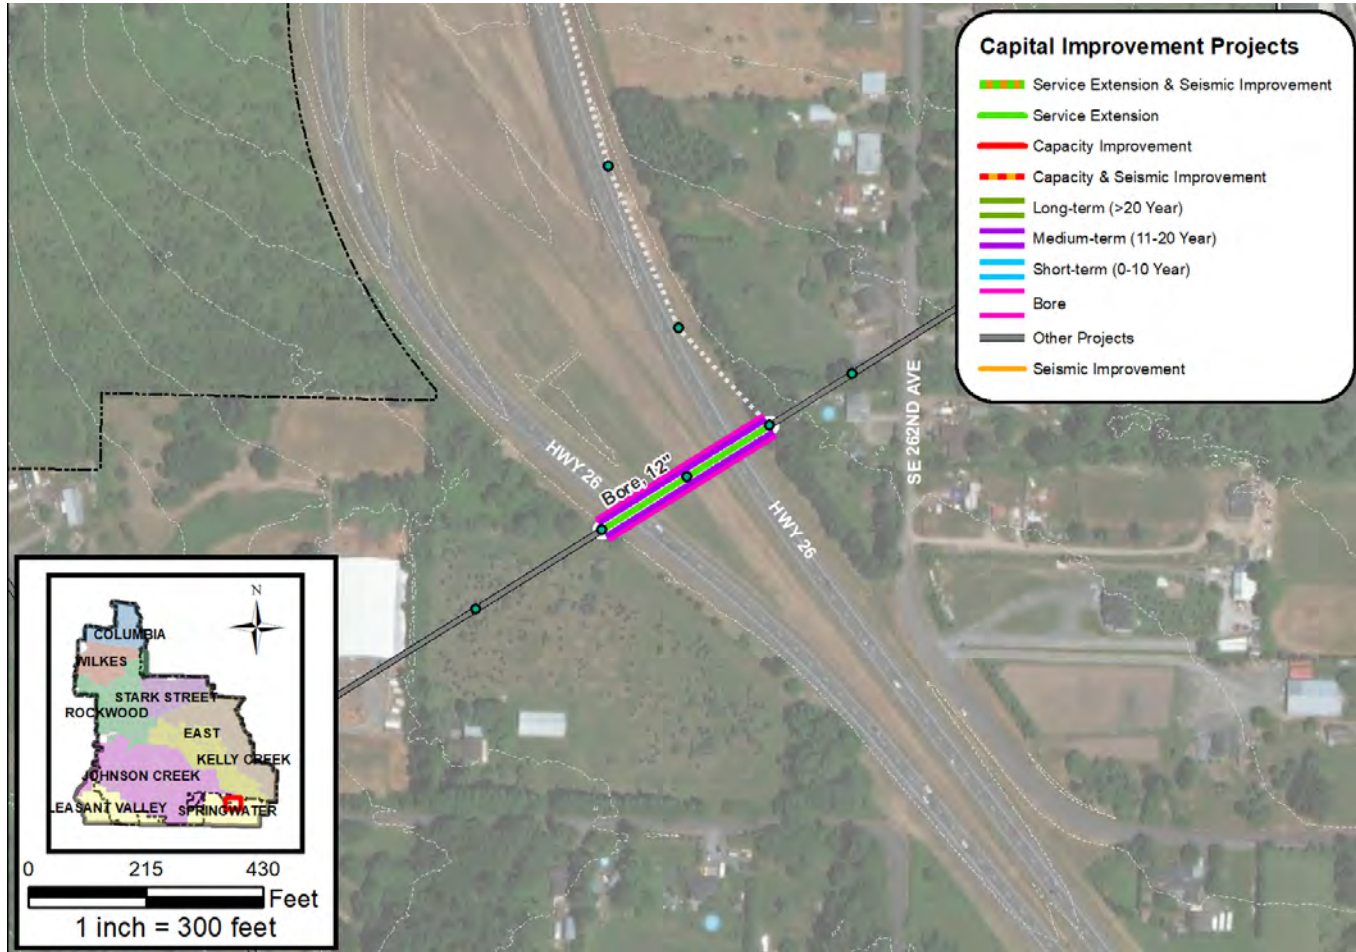 Capital Improvement Projects
Service Extension & Seismic Improvement
Service Extension
Capacity Improvement
Capacity & Seismic Improvement
Long-term (>20 Year)
Medium-term (11-20 Year)
Short-term (0-10 Year)
Bore
Other Projects
Seismic Improvement
SE 262ND AVE
HWY 26
Bore, 12"
HWY 26
N
COLUMBIA
WILKES
STARK STREET
ROCKWOOD
EAST
KELLY CREEK
JOHNSON CREEK
LEASANT VALLEY
SPRINGWATER
0 215 430
Feet
1 inch = 300 feet